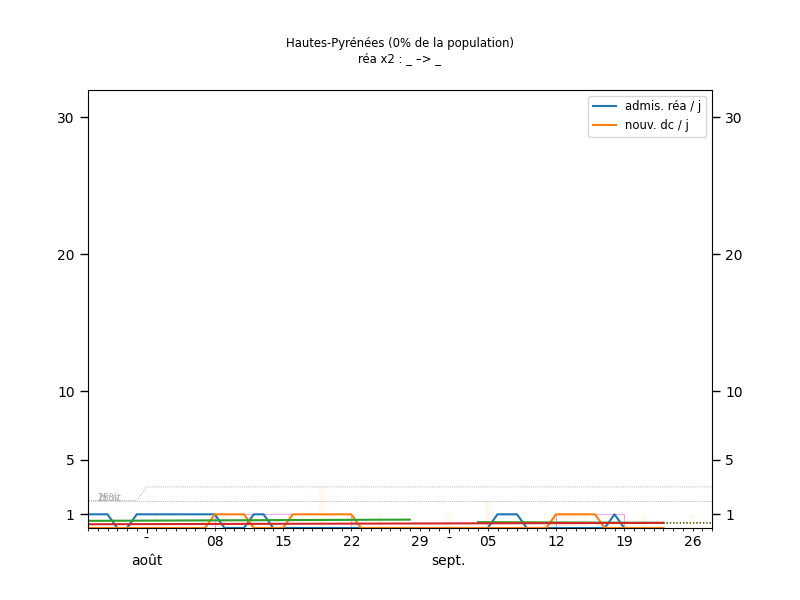 Hautes-Pyrénées (0% de la population)
réa x2 : _ –> _
admis. réa / j
nouv. dc / j
30
20
10
5
1
30
20
10
5
1
- 08 15 22 29 - 05 12 19 26
août sept.